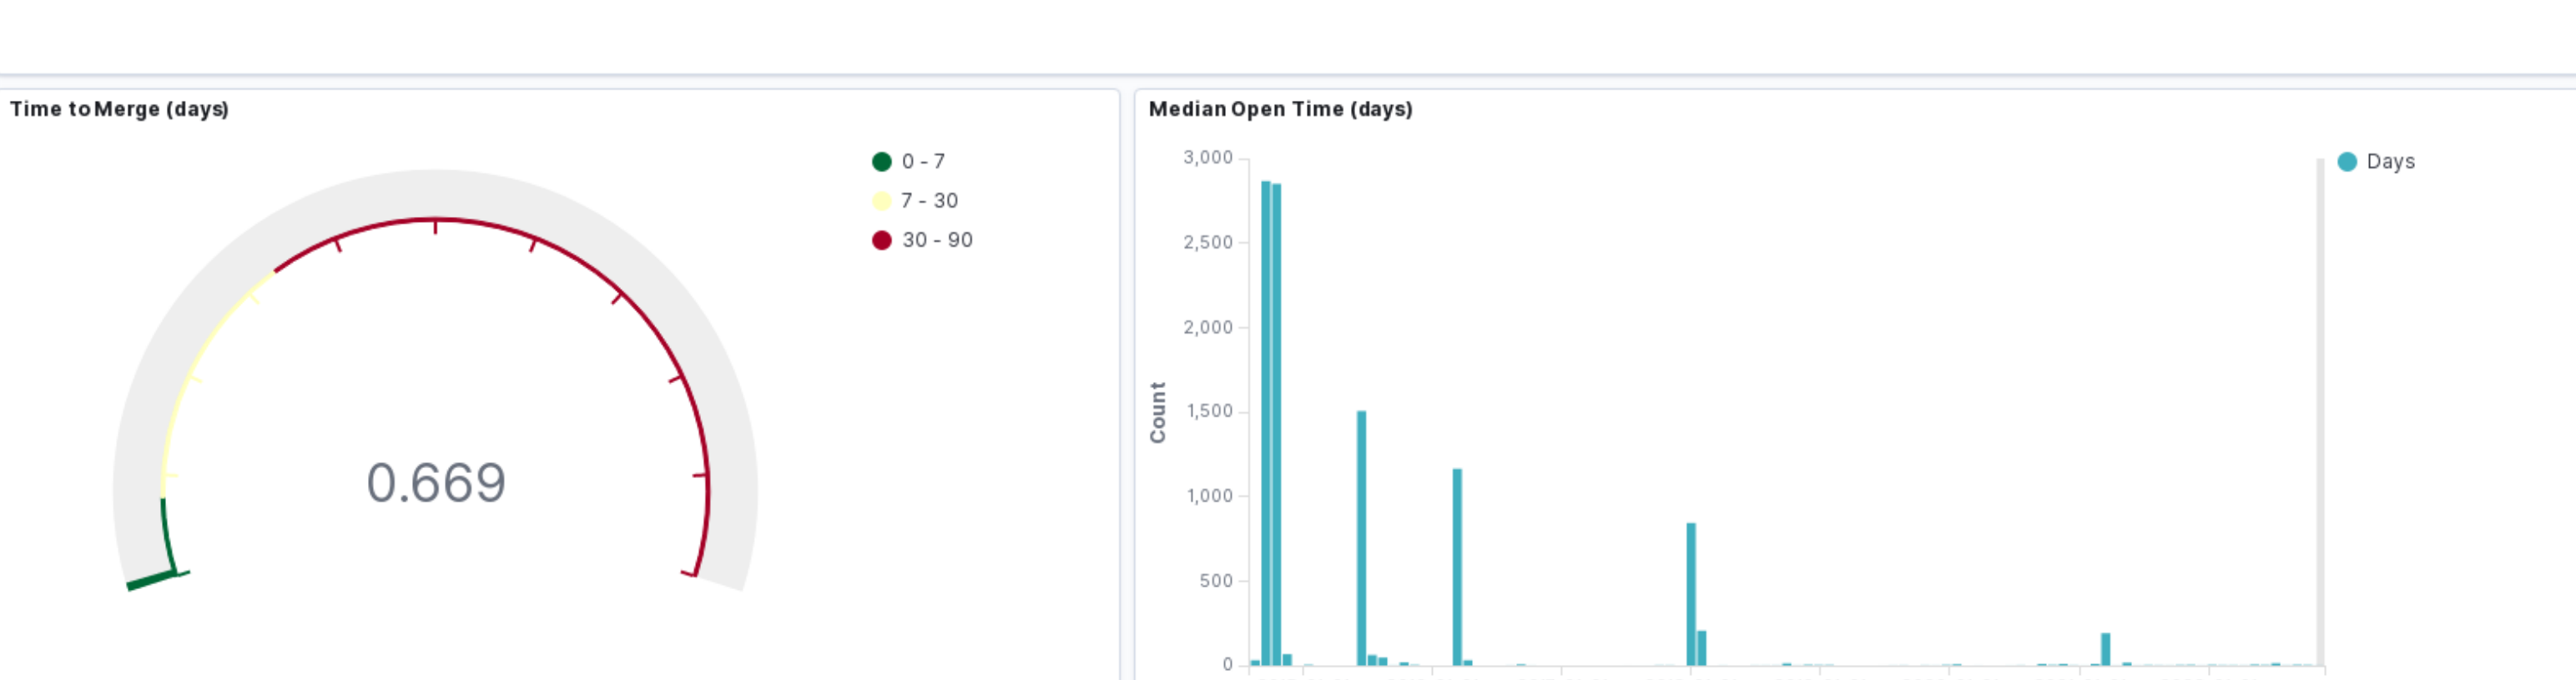 Time to Merge (days)
0 - 7
7 - 30
30 - 90
0.669
Median Open Time (days)
3,000
2,500
2,000
1,500
1,000
500
0
Count
Days